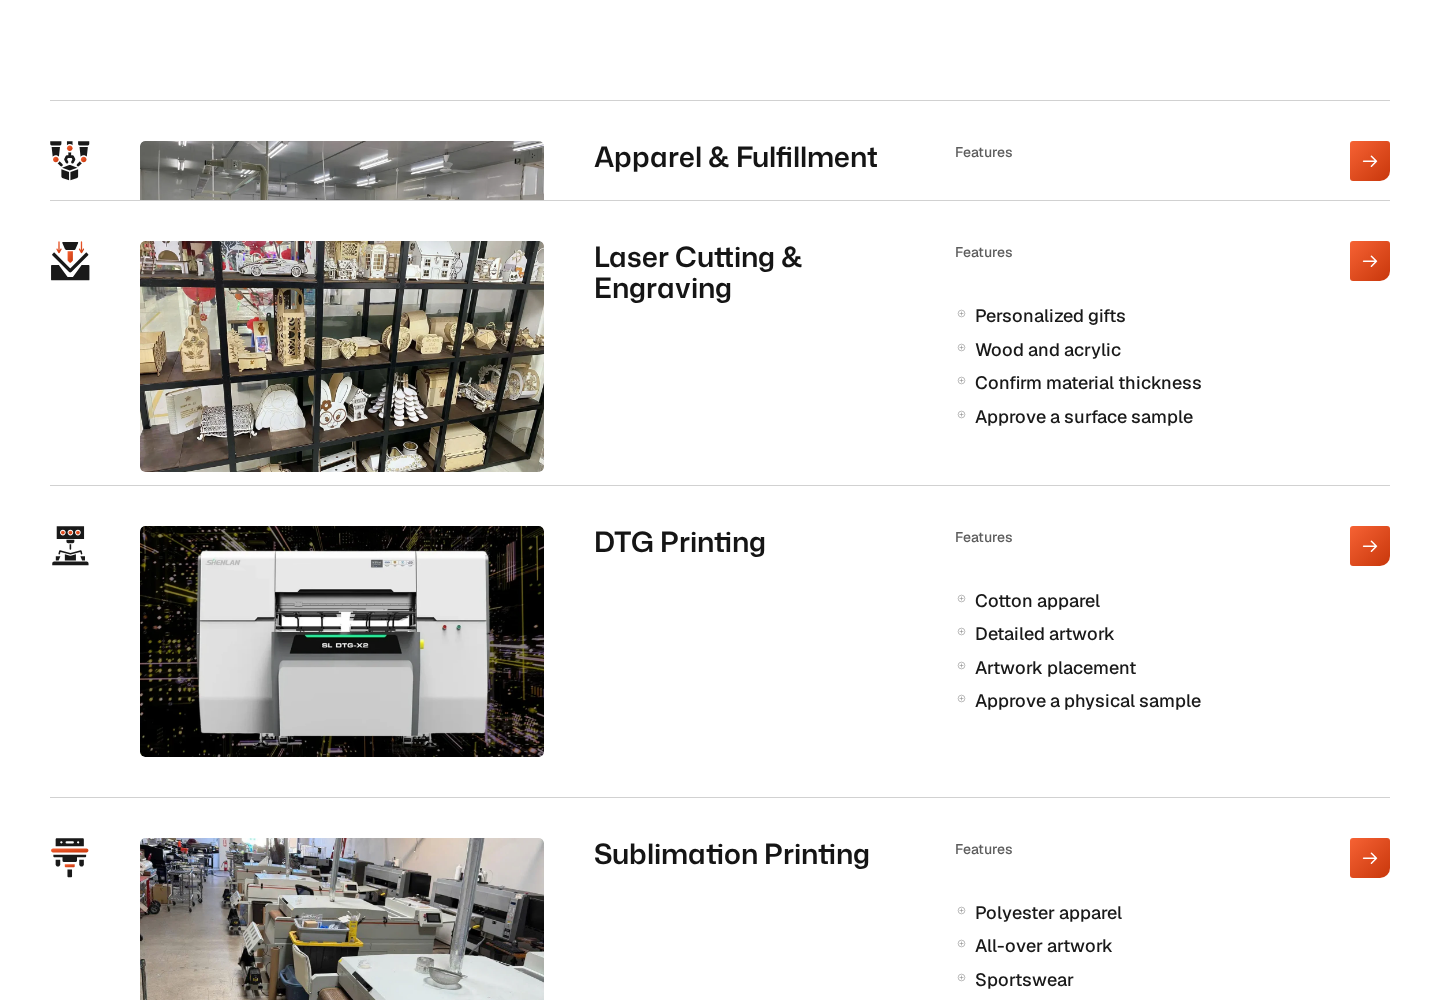 Apparel & Fulfillment
Features
Laser Cutting &
Engraving
Features
Personalized gifts
Wood and acrylic
Confirm material thickness
Approve a surface sample
DTG Printing
Features
Cotton apparel
Detailed artwork
Artwork placement
Approve a physical sample
SHENLAN
SL DTG-X2
Sublimation Printing
Features
Polyester apparel
All-over artwork
Sportswear